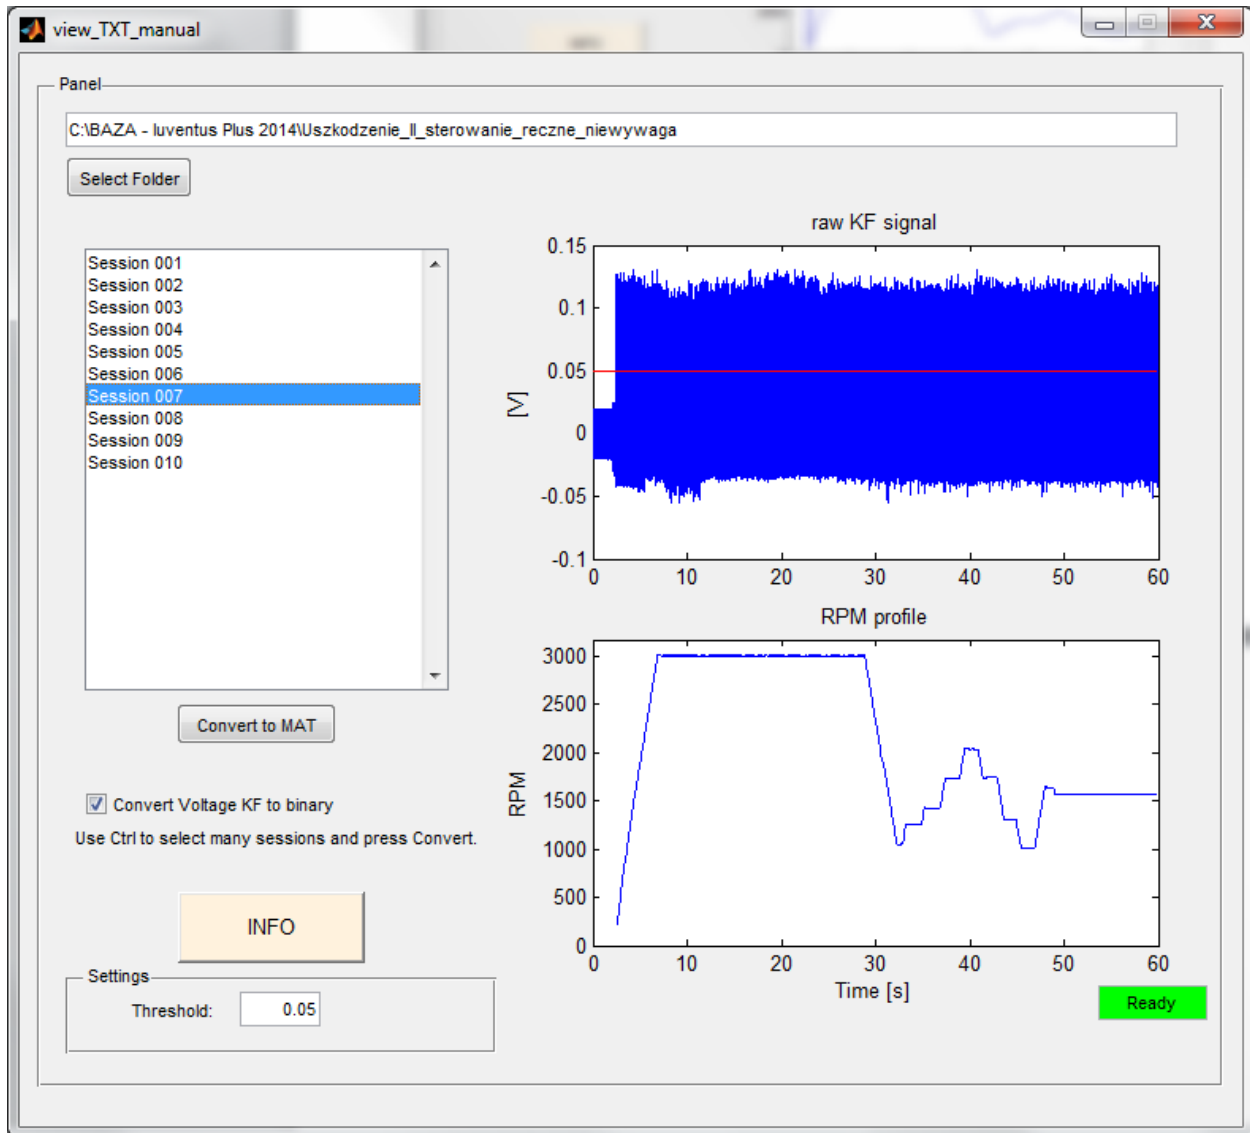 view_TXT_manual
Panel
C:\BAZA - Iuventus Plus 2014\Uszkodzenie_II_sterowanie_reczne_niewywaga
Select Folder
Session 001
Session 002
Session 003
Session 004
Session 005
Session 006
Session 007
Session 008
Session 009
Session 010
Convert to MAT
Convert Voltage KF to binary
Use Ctrl to select many sessions and press Convert.
INFO
Settings
Threshold: 0.05
raw KF signal
[V]
0.15
0.1
0.05
0
-0.05
-0.1
0 10 20 30 40 50 60
RPM profile
RPM
3000
2500
2000
1500
1000
500
0
0 10 20 30 40 50 60
Time [s]
Ready